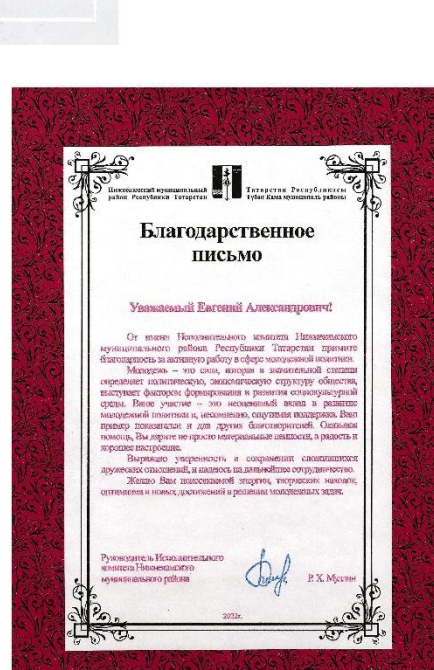 Нижнекамский муниципальный
район Республики Татарстан
Татарстан Республикасы
Түбән Кама муниципаль районы
Благодарственное
письмо
Уважаемый Евгений Александрович!
От имени Исполнительного комитета Нижнекамского
муниципального района Республики Татарстан примите
благодарность за активную работу в сфере молодежной политики.
Молодежь – это сила, которая в значительной степени
определяет политическую, экономическую структуру общества,
выступает фактором формирования и развития социокультурной
среды. Ваше участие – это неоценимый вклад в развитие
молодежной политики и, несомненно, ощутимая поддержка. Ваш
пример показателен и для других благотворителей. Оказывая
помощь, Вы дарите не просто материальные ценности, а радость и
хорошее настроение.
Выражаю уверенность в сохранении сложившихся
дружеских отношений, и надеюсь на дальнейшее сотрудничество.
Желаю Вам неиссякаемой энергии, творческих находок,
оптимизма и новых достижений в решении молодежных задач.
Руководитель Исполнительного
комитета Нижнекамского
муниципального района
Р. Х. Муллин
2022г.